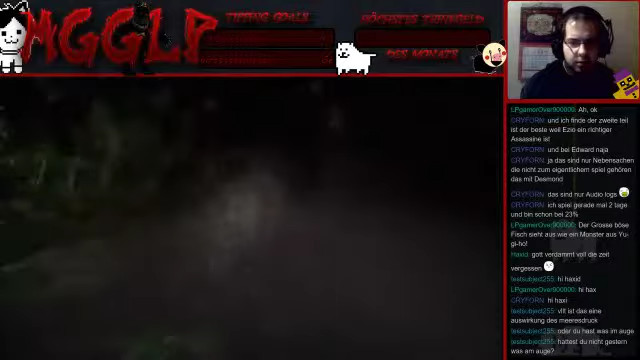 MGGLP
TIPPING GOALS
HÖCHSTES TRINKGELD
DES MONATS
LPgamerOver900000: Ah, ok
CRYFORN: und ich finde der zweite teil
ist der beste weil Ezio ein richtiger
Assassine ist
CRYFORN: und bei Edward naja
CRYFORN: ja das sind nur Nebensachen
die nicht zum eigentlichem spiel gehören
das mit Desmond
CRYFORN: das sind nur Audio logs
CRYFORN: ich spiel gerade mal 2 tage
und bin schon bei 23%
LPgamerOver900000: Der Grosse böse
Fisch sieht aus wie ein Monster aus Yu-
gi-ho!
Haxid: gott verdammt voll die zeit
vergessen
testsubject255: hi haxid
LPgamerOver900000: hi hax
CRYFORN: hi haxi
testsubject255: vllt ist das eine
auswirkung des meeresdruck
testsubject255: oder du hast was im auge
testsubject255: hattest du nicht gestern
was am auge?